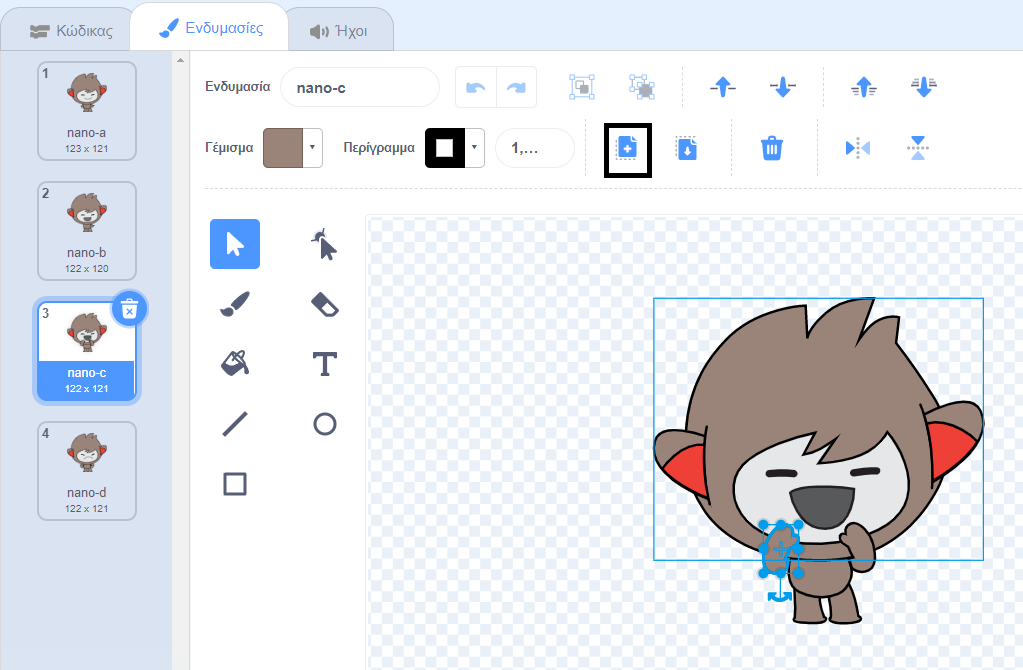 Κώδικας
Ενδυμασίες
Ήχοι
1
nano-a
123 x 121
2
nano-b
122 x 120
3
nano-c
122 x 121
4
nano-d
122 x 121
Ενδυμασία
nano-c
Γέμισμα
Περίγραμμα
1,...
T